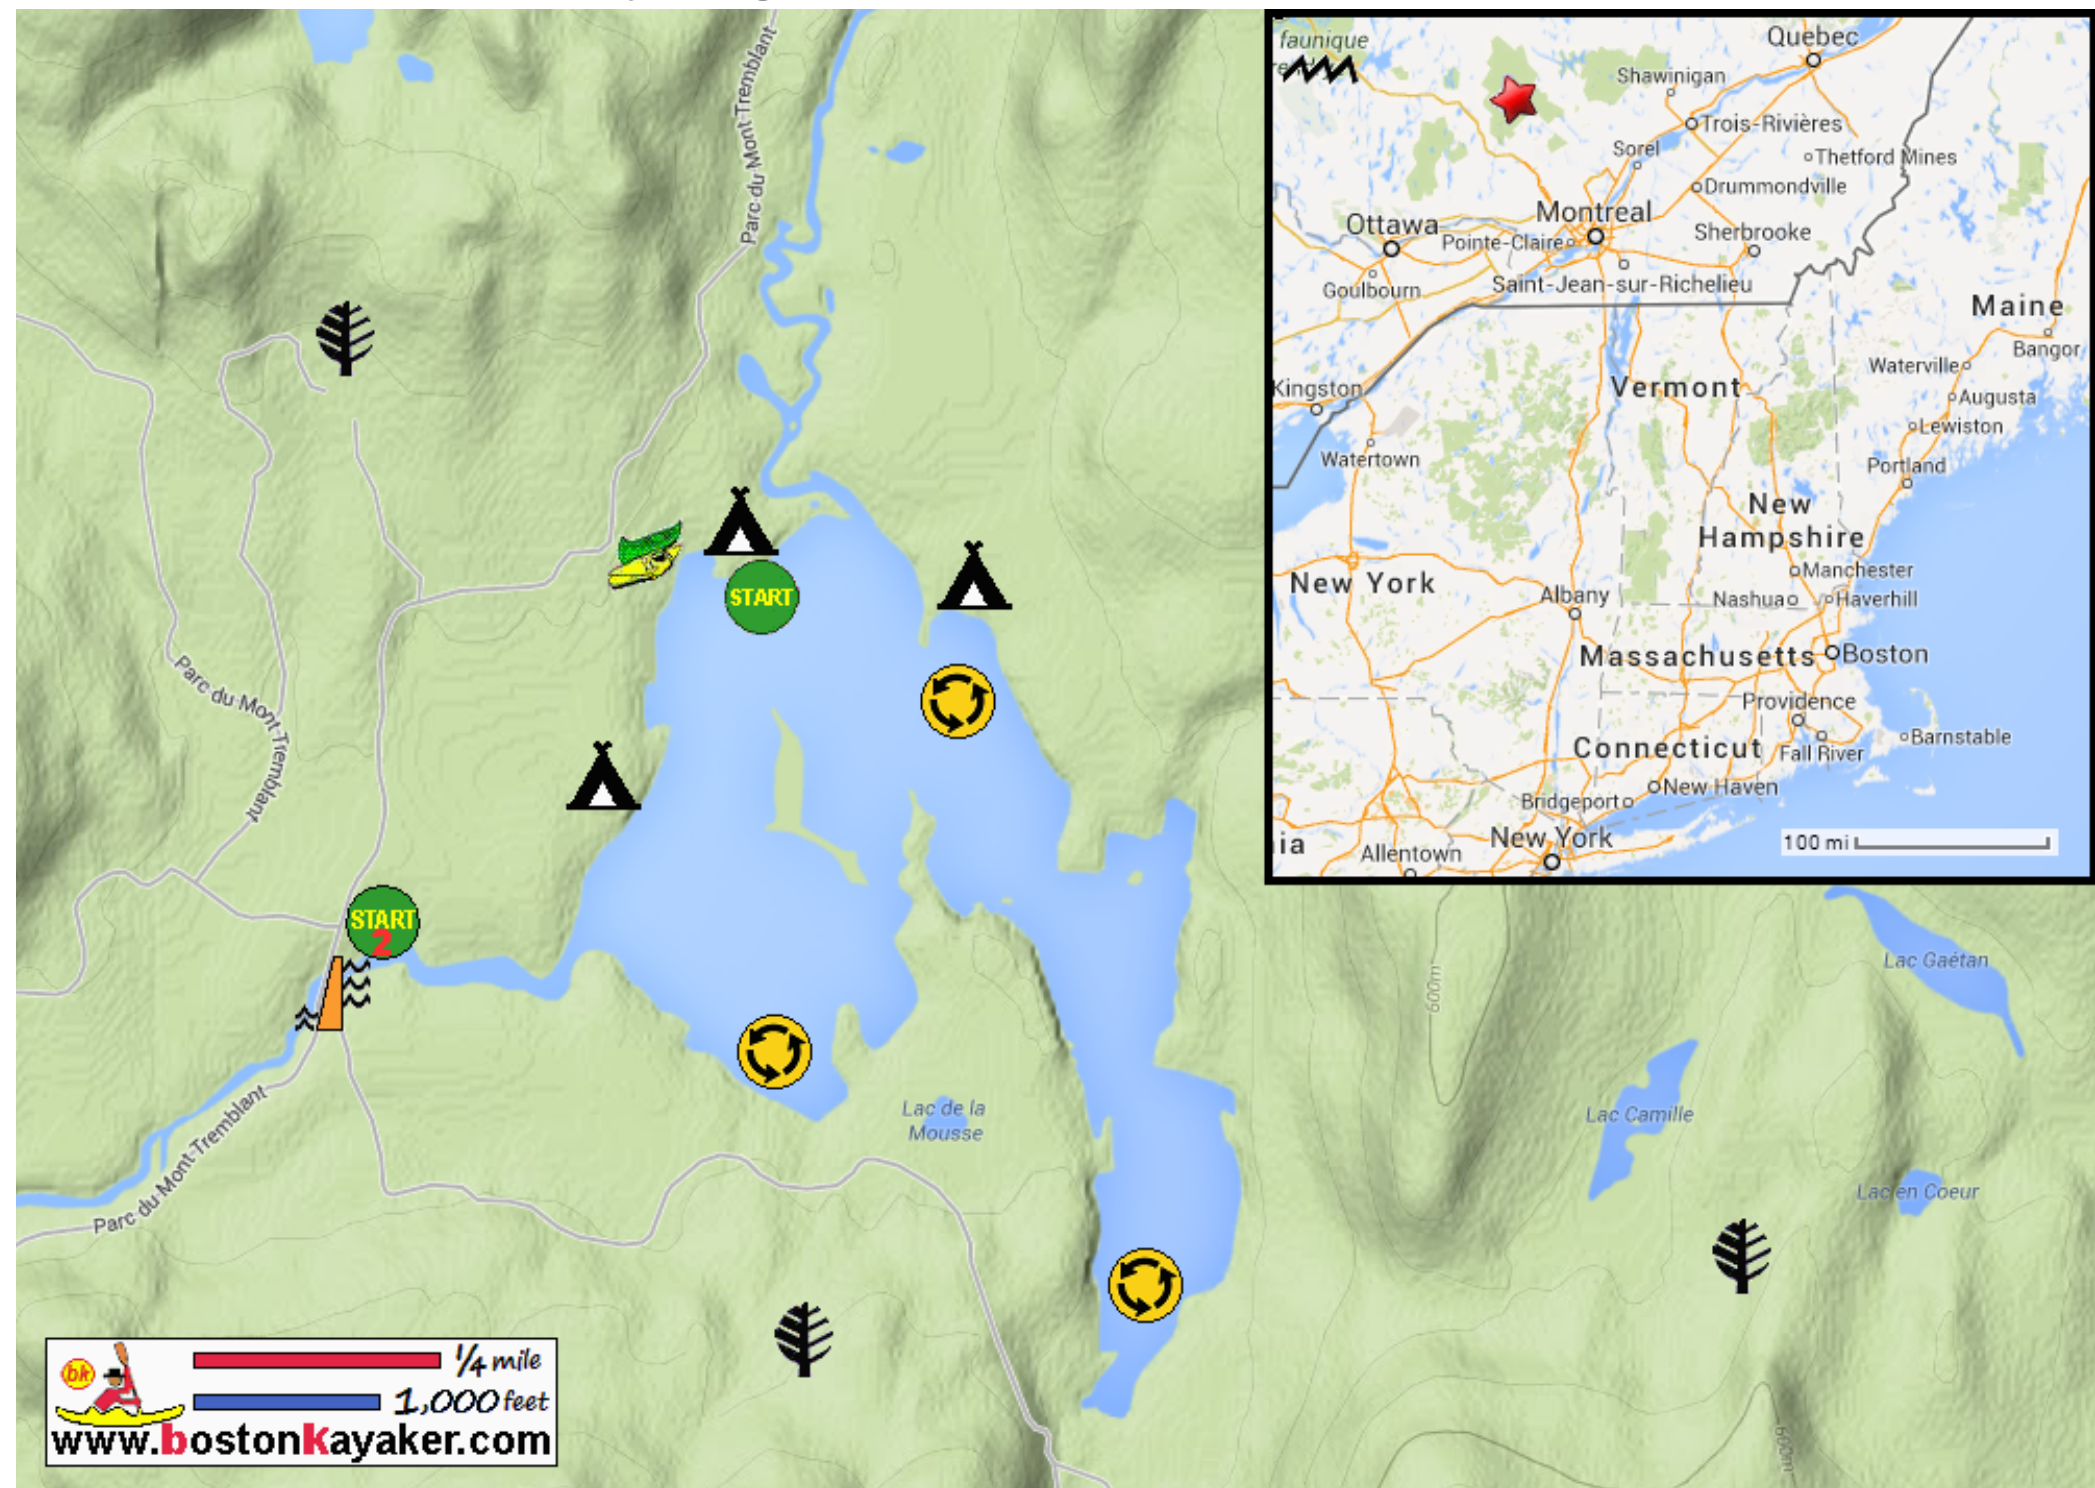 Parc du Mont-Tremblant
START
Parc du Mont-Tremblant
START
2
Parc du Mont-Tremblant
Lac de la
Mousse
Lac Gaétan
Lac Camille
Lac en Coeur
600m
600m
bk
1/4 mile
1,000 feet
www.bostonkayaker.com
faunique
Quebec
Shawinigan
Trois-Rivières
Sorel
Thetford Mines
Drummondville
Ottawa
Montreal
Pointe-Claire
Sherbrooke
Goulbourn
Saint-Jean-sur-Richelieu
Maine
Bangor
Waterville
Kingston
Vermont
Augusta
Lewiston
Watertown
Portland
New
Hampshire
Manchester
New York
Albany
Nashua
Haverhill
Massachusetts
Boston
Providence
Connecticut
Fall River
Barnstable
New Haven
Bridgeport
New York
Allentown
ia
100 mi